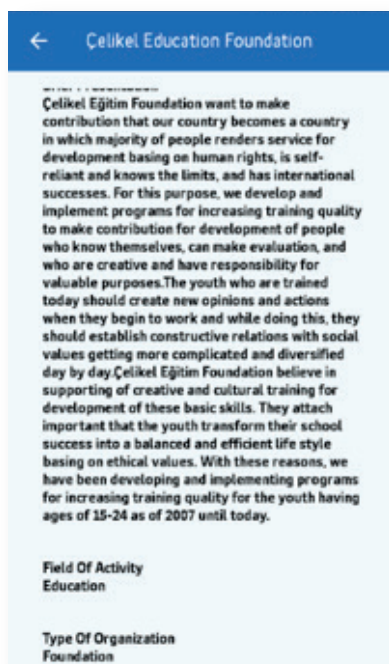 Çelikel Education Foundation
Çelikel Eğitim Foundation want to make
contribution that our country becomes a country
in which majority of people renders service for
development basing on human rights, is self-
reliant and knows the limits, and has international
successes. For this purpose, we develop and
implement programs for increasing training quality
to make contribution for development of people
who know themselves, can make evaluation, and
who are creative and have responsibility for
valuable purposes.The youth who are trained
today should create new opinions and actions
when they begin to work and while doing this, they
should establish constructive relations with social
values getting more complicated and diversified
day by day.Çelikel Eğitim Foundation believe in
supporting of creative and cultural training for
development of these basic skills. They attach
important that the youth transform their school
success into a balanced and efficient life style
basing on ethical values. With these reasons, we
have been developing and implementing programs
for increasing training quality for the youth having
ages of 15-24 as of 2007 until today.
Field Of Activity
Education
Type Of Organization
Foundation